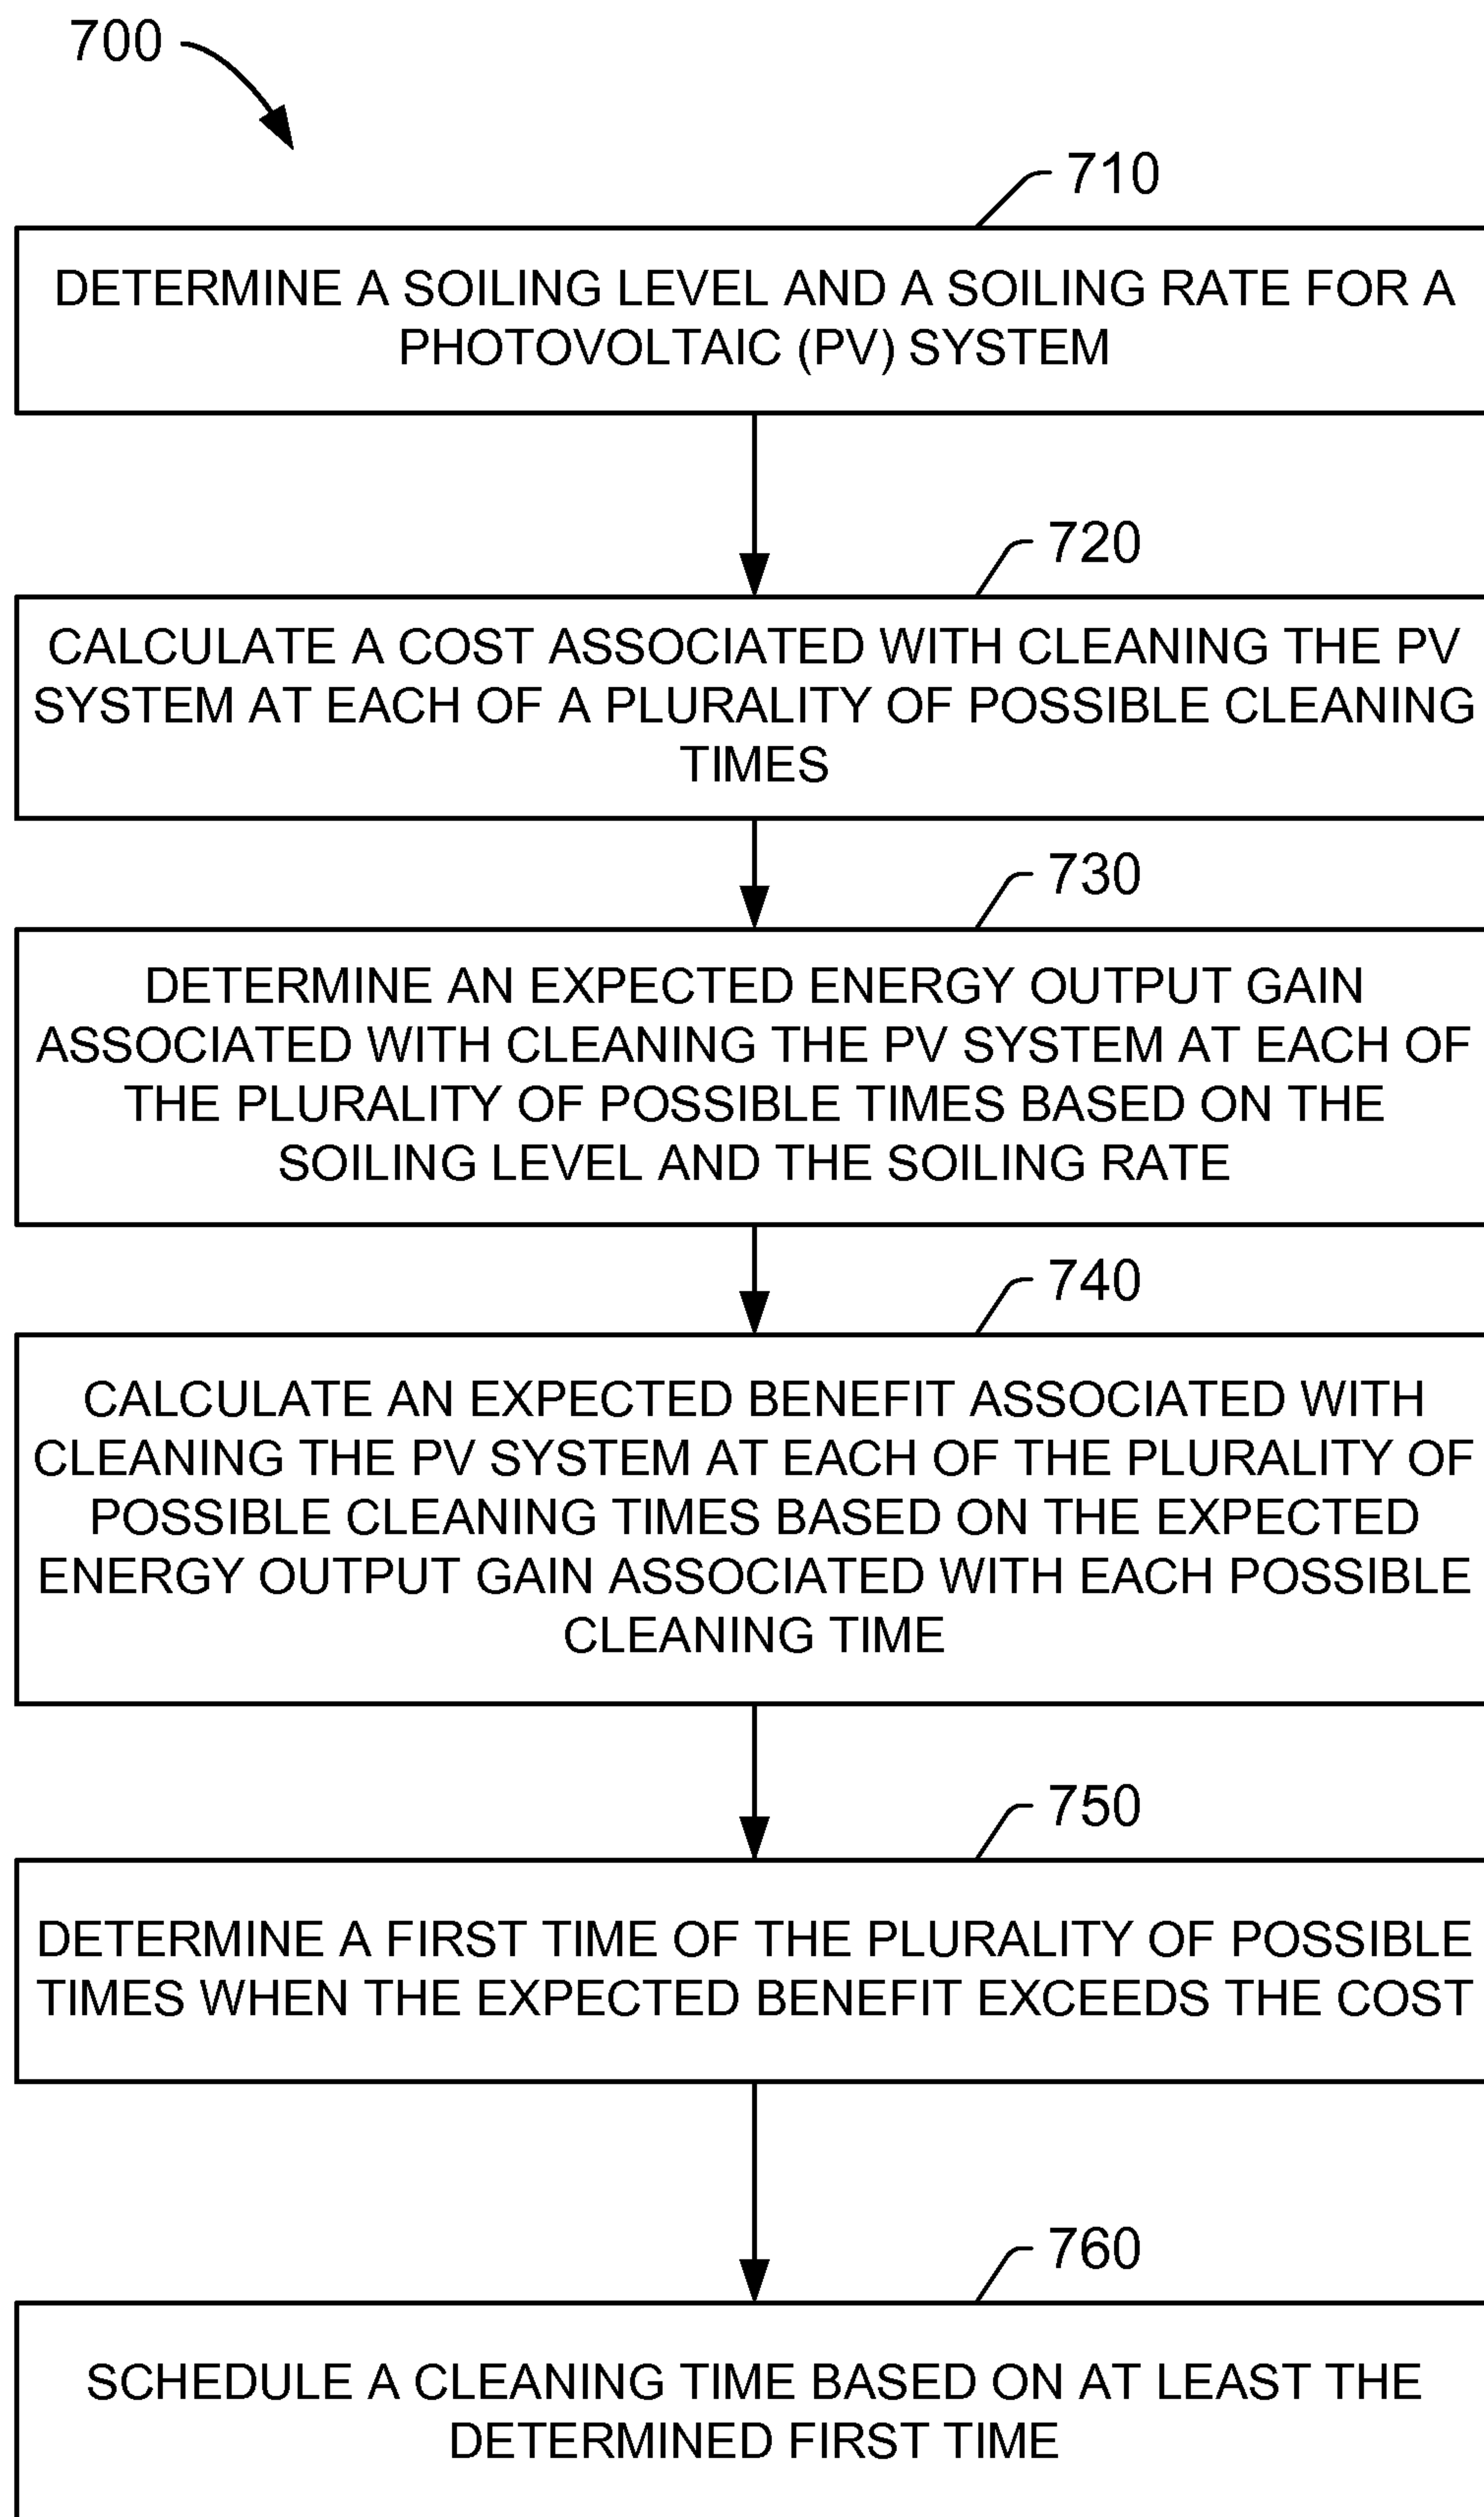 700
710
DETERMINE A SOILING LEVEL AND A SOILING RATE FOR A
PHOTOVOLTAIC (PV) SYSTEM
720
CALCULATE A COST ASSOCIATED WITH CLEANING THE PV
SYSTEM AT EACH OF A PLURALITY OF POSSIBLE CLEANING
TIMES
730
DETERMINE AN EXPECTED ENERGY OUTPUT GAIN
ASSOCIATED WITH CLEANING THE PV SYSTEM AT EACH OF
THE PLURALITY OF POSSIBLE TIMES BASED ON THE
SOILING LEVEL AND THE SOILING RATE
740
CALCULATE AN EXPECTED BENEFIT ASSOCIATED WITH
CLEANING THE PV SYSTEM AT EACH OF THE PLURALITY OF
POSSIBLE CLEANING TIMES BASED ON THE EXPECTED
ENERGY OUTPUT GAIN ASSOCIATED WITH EACH POSSIBLE
CLEANING TIME
750
DETERMINE A FIRST TIME OF THE PLURALITY OF POSSIBLE
TIMES WHEN THE EXPECTED BENEFIT EXCEEDS THE COST
760
SCHEDULE A CLEANING TIME BASED ON AT LEAST THE
DETERMINED FIRST TIME